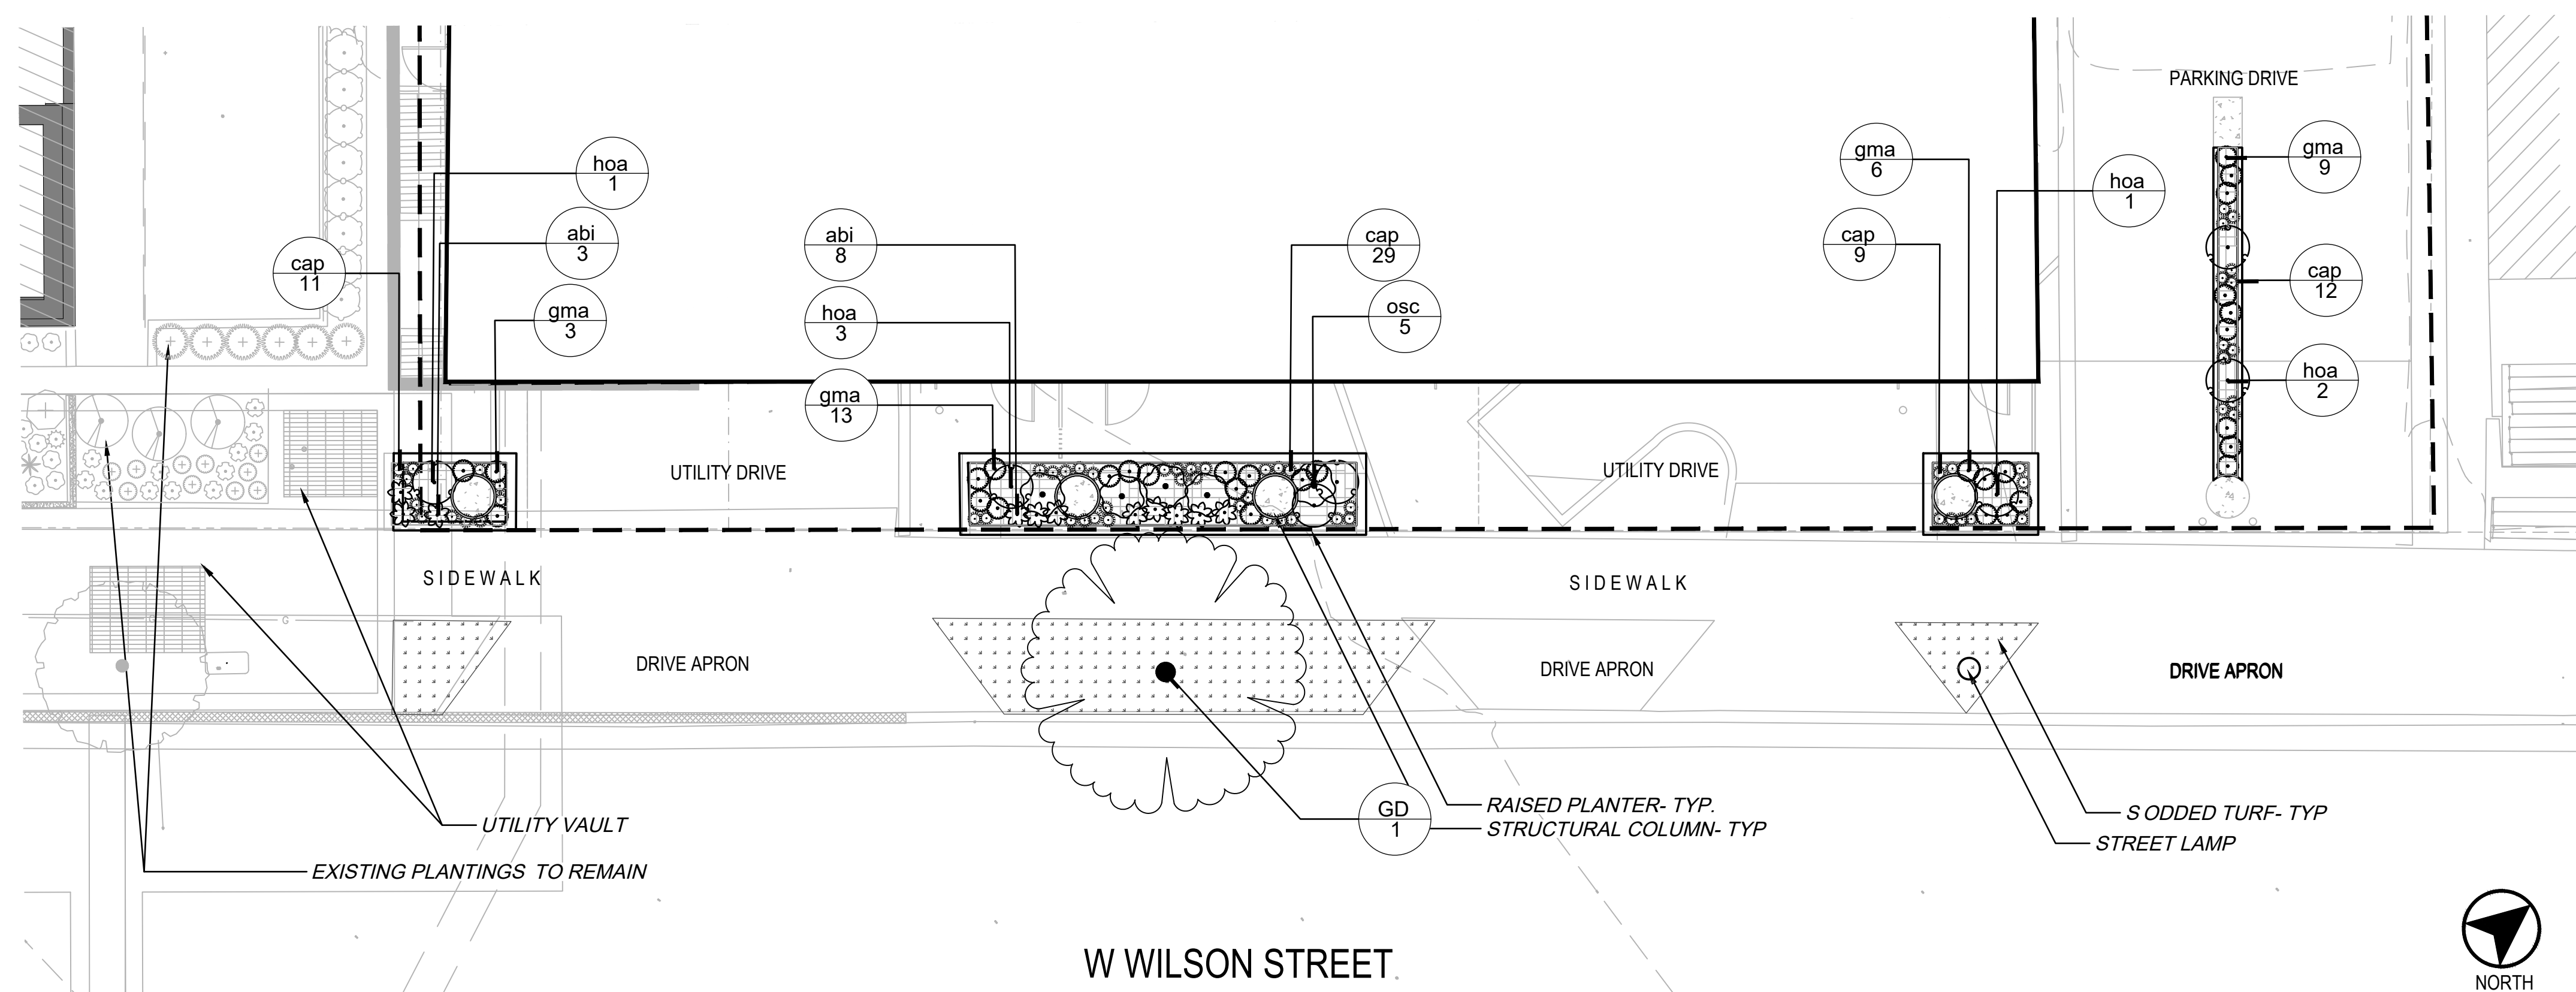 PARKING DRIVE
hoa
1
abi
3
cap
11
gma
3
abi
8
hoa
3
gma
13
cap
29
osc
5
gma
6
cap
9
hoa
1
gma
9
cap
12
hoa
2
UTILITY DRIVE
UTILITY DRIVE
SIDEWALK
SIDEWALK
G
DRIVE APRON
DRIVE APRON
DRIVE APRON
GD
1
RAISED PLANTER- TYP.
STRUCTURAL COLUMN- TYP
SODDED TURF- TYP
STREET LAMP
UTILITY VAULT
EXISTING PLANTINGS TO REMAIN
W WILSON STREET
NORTH